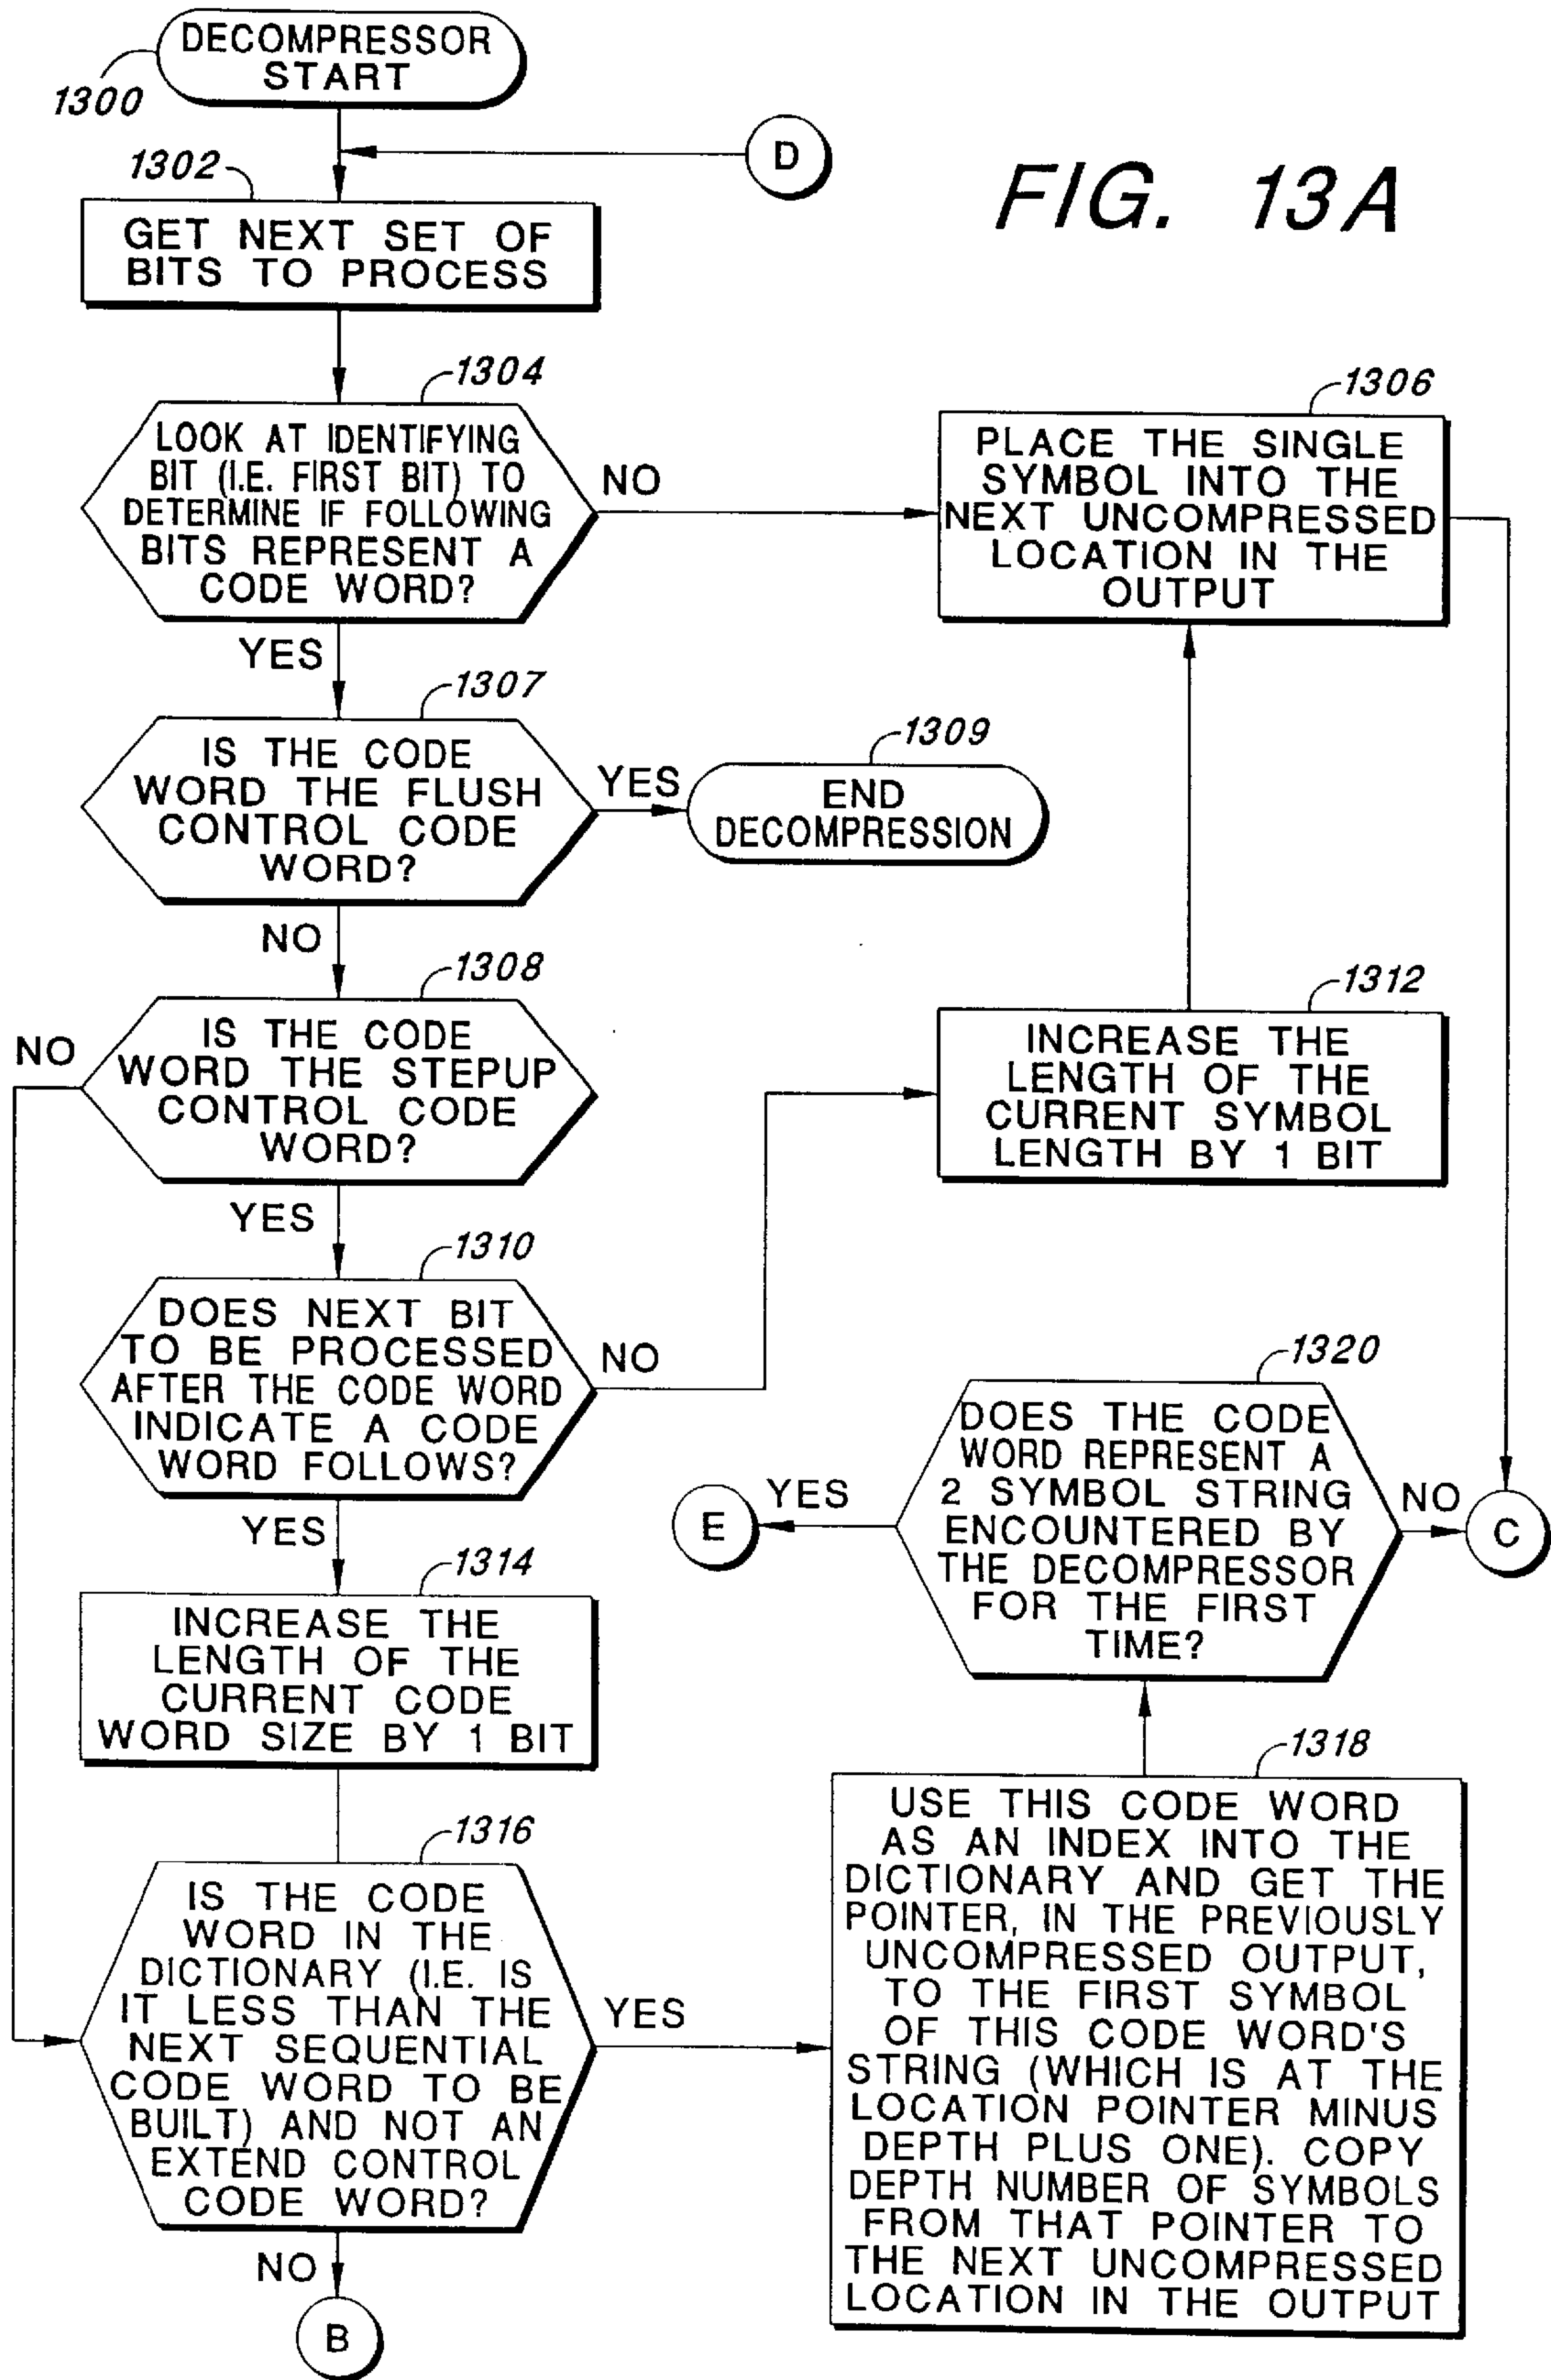 DECOMPRESSOR
START
1300
D
FIG. 13A
1302
GET NEXT SET OF
BITS TO PROCESS
1304
LOOK AT IDENTIFYING
BIT (I.E. FIRST BIT) TO
DETERMINE IF FOLLOWING
BITS REPRESENT A
CODE WORD?
NO
YES
1306
PLACE THE SINGLE
SYMBOL INTO THE
NEXT UNCOMPRESSED
LOCATION IN THE
OUTPUT
1307
IS THE CODE
WORD THE FLUSH
CONTROL CODE
WORD?
YES
NO
1309
END
DECOMPRESSION
1308
IS THE CODE
WORD THE STEPUP
CONTROL CODE
WORD?
NO
YES
1312
INCREASE THE
LENGTH OF THE
CURRENT SYMBOL
LENGTH BY 1 BIT
1310
DOES NEXT BIT
TO BE PROCESSED
AFTER THE CODE WORD
INDICATE A CODE
WORD FOLLOWS?
NO
YES
1320
DOES THE CODE
WORD REPRESENT A
2 SYMBOL STRING
ENCOUNTERED BY
THE DECOMPRESSOR
FOR THE FIRST
TIME?
YES
E
NO
C
1314
INCREASE THE
LENGTH OF THE
CURRENT CODE
WORD SIZE BY 1 BIT
1316
IS THE CODE
WORD IN THE
DICTIONARY (I.E. IS
IT LESS THAN THE
NEXT SEQUENTIAL
CODE WORD TO BE
BUILT) AND NOT AN
EXTEND CONTROL
CODE WORD?
YES
NO
B
1318
USE THIS CODE WORD
AS AN INDEX INTO THE
DICTIONARY AND GET THE
POINTER, IN THE PREVIOUSLY
UNCOMPRESSED OUTPUT,
TO THE FIRST SYMBOL
OF THIS CODE WORD'S
STRING (WHICH IS AT THE
LOCATION POINTER MINUS
DEPTH PLUS ONE). COPY
DEPTH NUMBER OF SYMBOLS
FROM THAT POINTER TO
THE NEXT UNCOMPRESSED
LOCATION IN THE OUTPUT